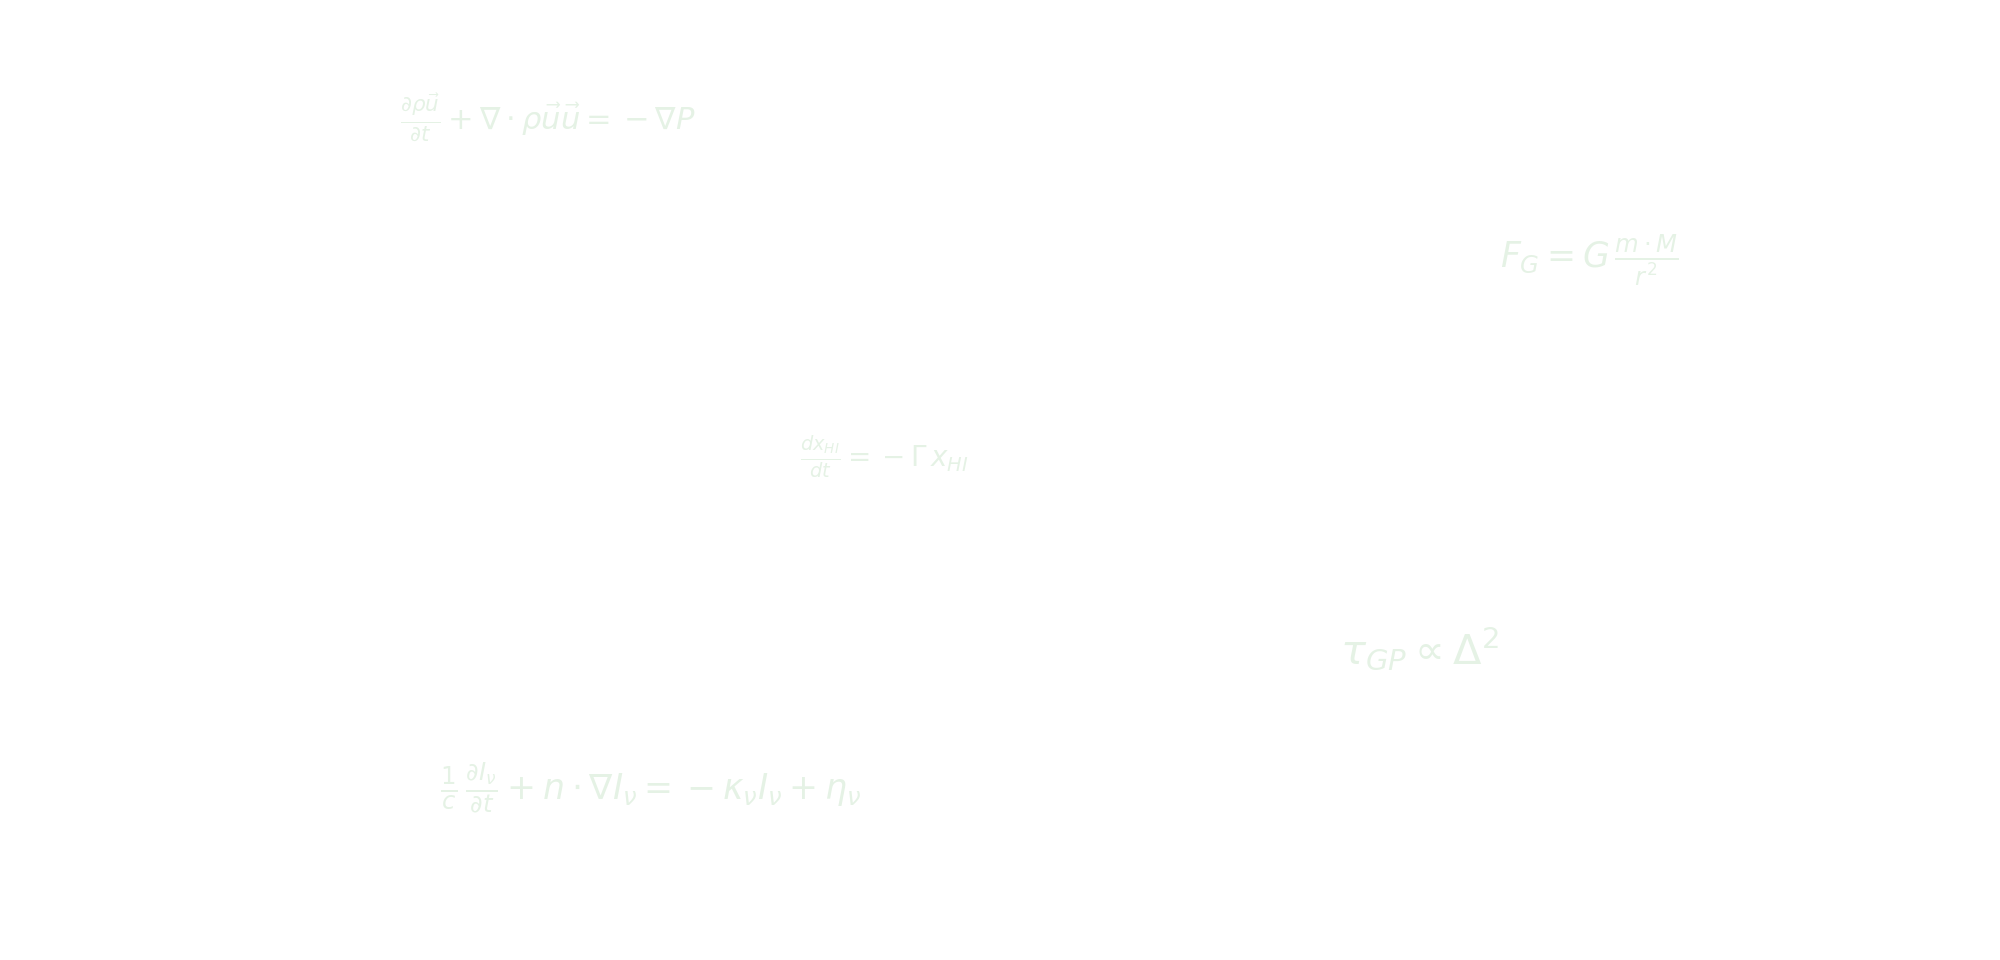 ∂ρu⃗/∂t + ∇ · ρu⃗u⃗ = − ∇P
F_G = G m · M/r²
dx_HI/dt = − Γ x_HI
τ_GP ∝ Δ²
1/c ∂I_ν/∂t + n · ∇I_ν = − κ_ν I_ν + η_ν